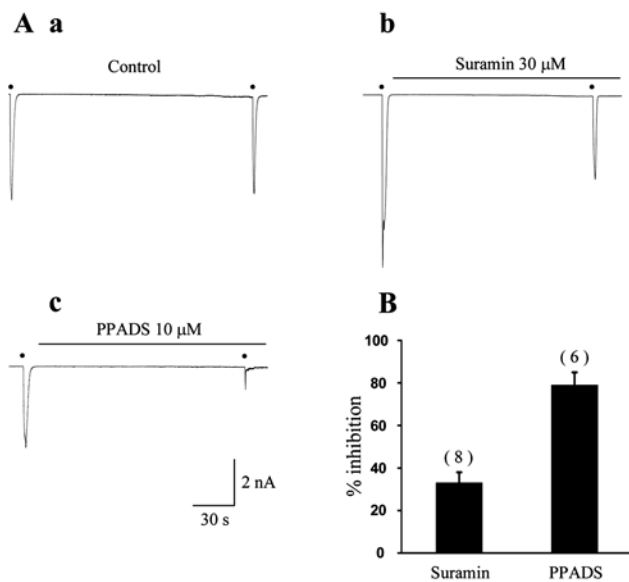 A a
Control
b
Suramin 30 μM
c
PPADS 10 μM
2 nA
30 s
B
% inhibition
100
80
60
40
20
0
( 8 )
( 6 )
Suramin
PPADS